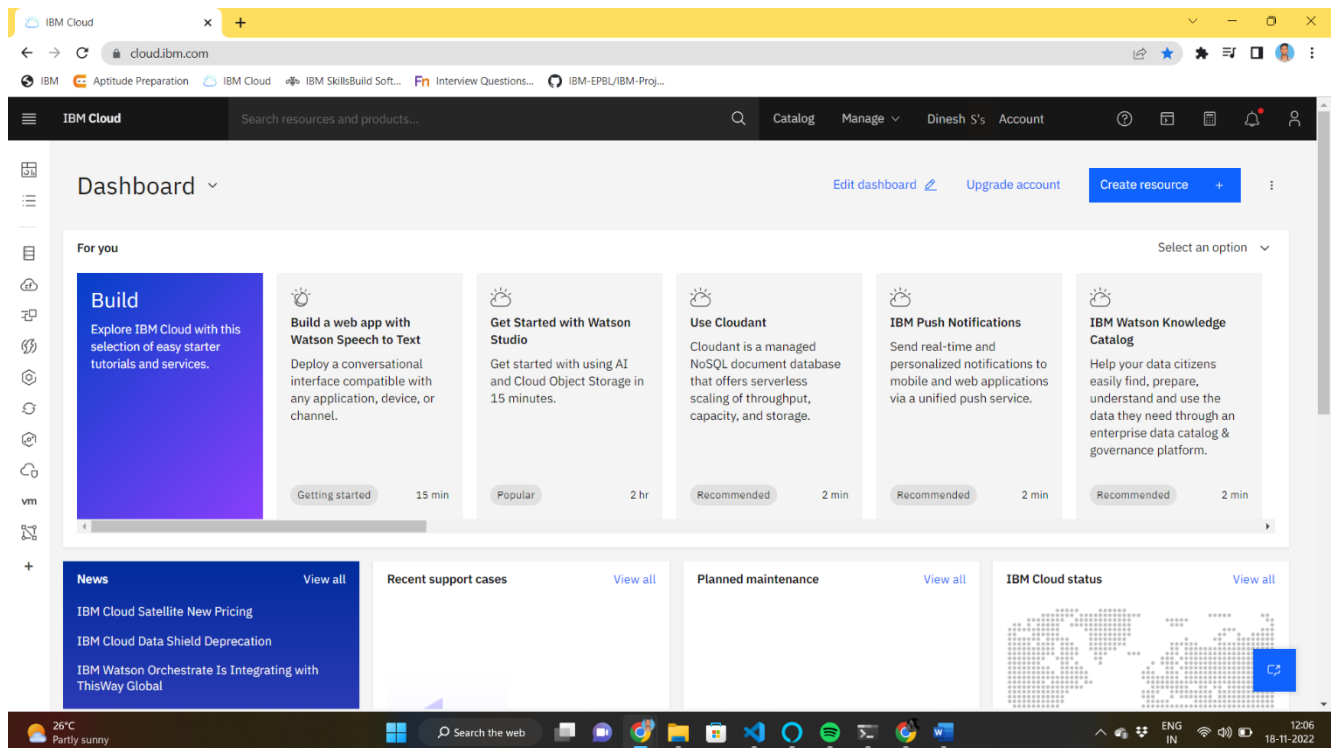 IBM Cloud
cloud.ibm.com
IBM
Aptitude Preparation
IBM Cloud
IBM SkillsBuild Soft...
Fn Interview Questions...
IBM-EPBL/IBM-Proj...
IBM Cloud
Search resources and products...
Catalog
Manage
Dinesh S's Account
Dashboard
Edit dashboard
Upgrade account
Create resource +
For you
Select an option
Build
Explore IBM Cloud with this
selection of easy starter
tutorials and services.
Build a web app with
Watson Speech to Text
Deploy a conversational
interface compatible with
any application, device, or
channel.
Getting started 15 min
Get Started with Watson
Studio
Get started with using AI
and Cloud Object Storage in
15 minutes.
Popular 2 hr
Use Cloudant
Cloudant is a managed
NoSQL document database
that offers serverless
scaling of throughput,
capacity, and storage.
Recommended 2 min
IBM Push Notifications
Send real-time and
personalized notifications to
mobile and web applications
via a unified push service.
Recommended 2 min
IBM Watson Knowledge
Catalog
Help your data citizens
easily find, prepare,
understand and use the
data they need through an
enterprise data catalog &
governance platform.
Recommended 2 min
vm
News View all
IBM Cloud Satellite New Pricing
IBM Cloud Data Shield Deprecation
IBM Watson Orchestrate Is Integrating with
ThisWay Global
Recent support cases View all
Planned maintenance View all
IBM Cloud status View all
26°C
Partly sunny
Search the web
ENG
IN
12:06
18-11-2022